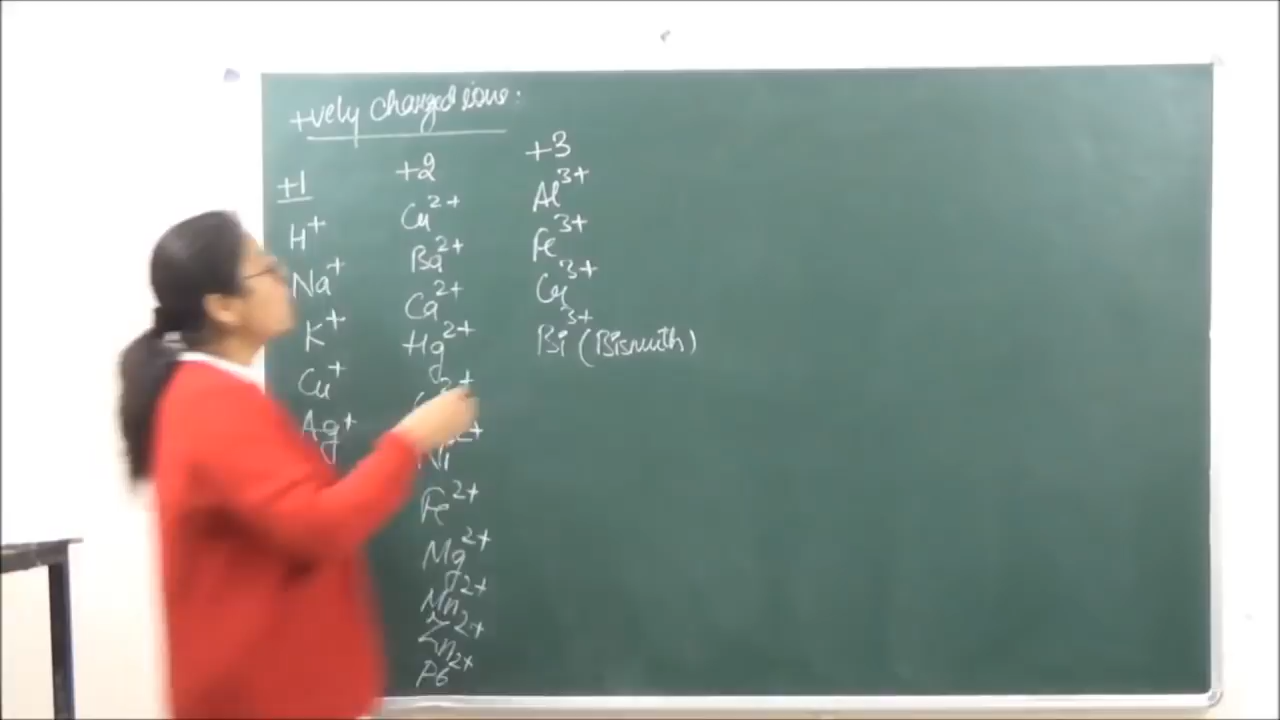 +vely charged ions:
+1
H⁺
Na⁺
K⁺
Cu⁺
Ag⁺
+2
Cu²⁺
Ba²⁺
Ca²⁺
Hg²⁺
Ni²⁺
Fe²⁺
Mg²⁺
Mn²⁺
Zn²⁺
Pb²⁺
+3
Al³⁺
Fe³⁺
Cr³⁺
Bi³⁺ (Bismuth)